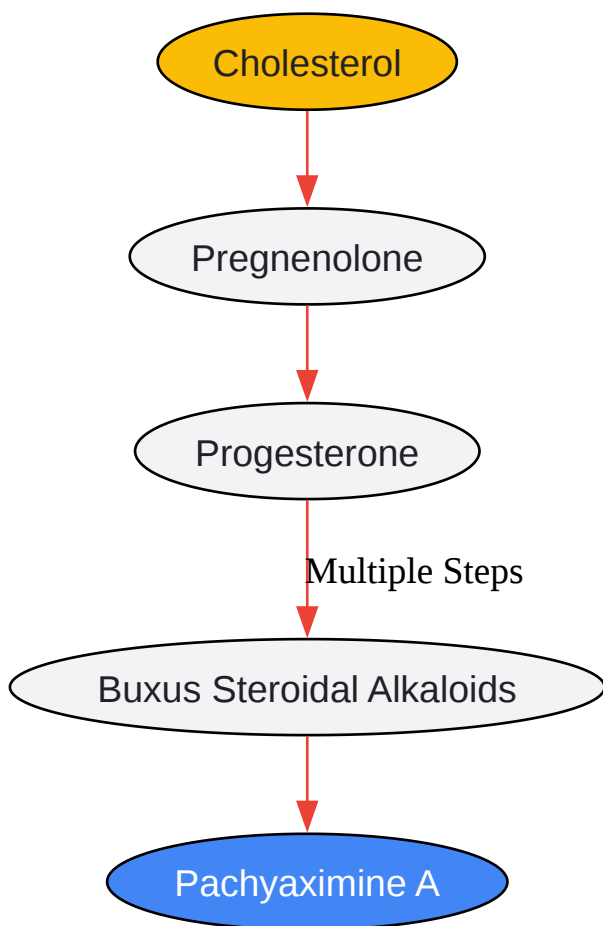 Cholesterol
Pregnenolone
Progesterone
Multiple Steps
Buxus Steroidal Alkaloids
Pachyaximine A